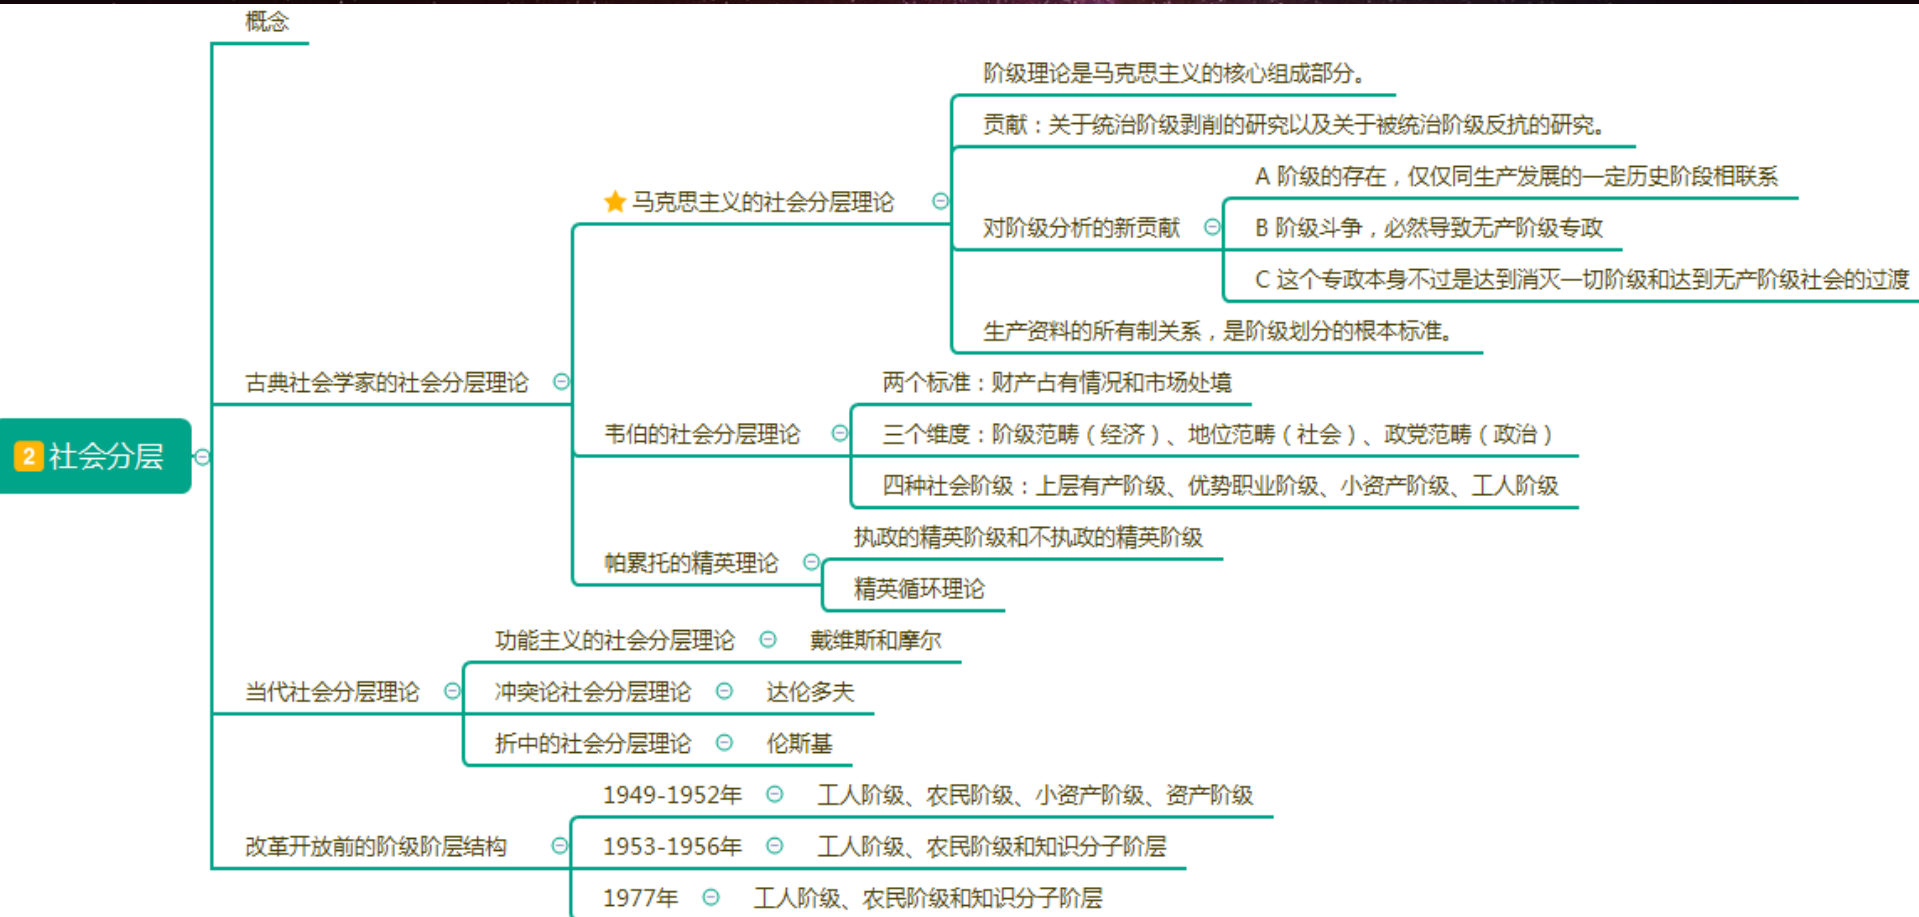 概念
阶级理论是马克思主义的核心组成部分。
贡献：关于统治阶级剥削的研究以及关于被统治阶级反抗的研究。
★ 马克思主义的社会分层理论
A 阶级的存在，仅仅同生产发展的一定历史阶段相联系
对阶级分析的新贡献
B 阶级斗争，必然导致无产阶级专政
C 这个专政本身不过是达到消灭一切阶级和达到无产阶级社会的过渡
生产资料的所有制关系，是阶级划分的根本标准。
古典社会学家的社会分层理论
两个标准：财产占有情况和市场处境
韦伯的社会分层理论
三个维度：阶级范畴（经济）、地位范畴（社会）、政党范畴（政治）
2 社会分层
四种社会阶级：上层有产阶级、优势职业阶级、小资产阶级、工人阶级
执政的精英阶级和不执政的精英阶级
帕累托的精英理论
精英循环理论
功能主义的社会分层理论 戴维斯和摩尔
当代社会分层理论
冲突论社会分层理论 达伦多夫
折中的社会分层理论 伦斯基
1949-1952年 工人阶级、农民阶级、小资产阶级、资产阶级
改革开放前的阶级阶层结构
1953-1956年 工人阶级、农民阶级和知识分子阶层
1977年 工人阶级、农民阶级和知识分子阶层